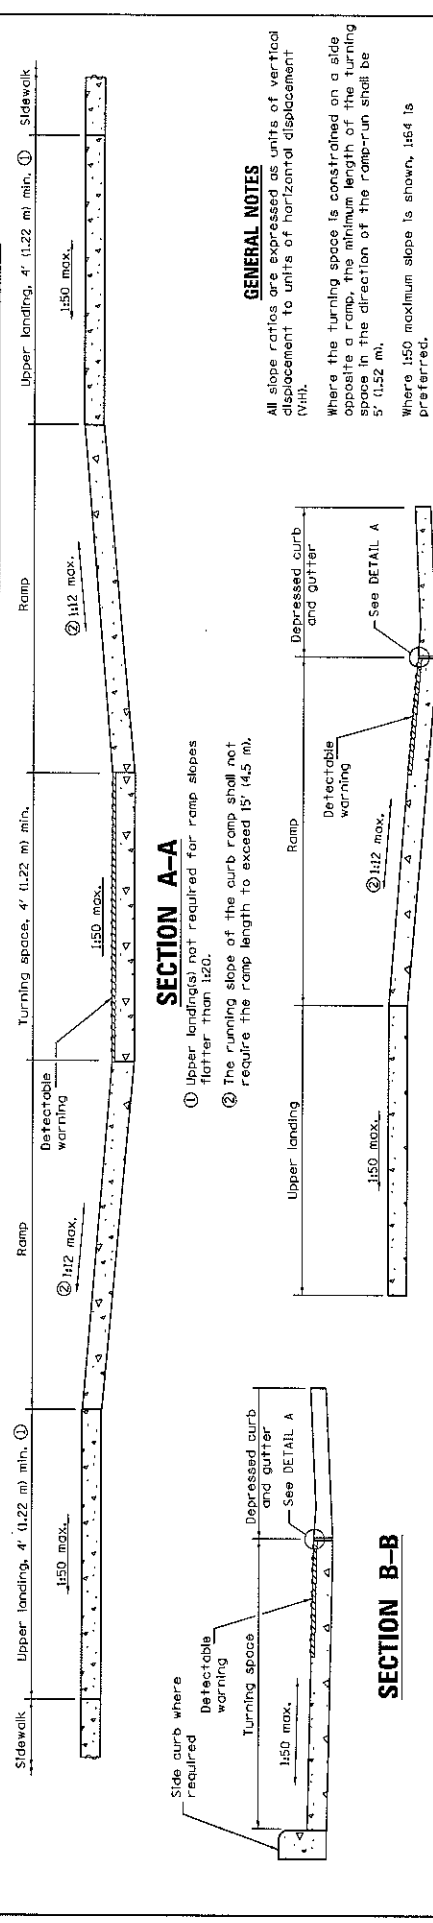 Sidewalk
Upper landing, 4' (1.22 m) min. ①
Ramp
Turning space, 4' (1.22 m) min.
Ramp
Upper landing, 4' (1.22 m) min. ①
Sidewalk
1:50 max.
② 1:12 max.
Detectable
warning
1:50 max.
② 1:12 max.
1:50 max.
SECTION A–A
① Upper landing(s) not required for ramp slopes
flatter than 1:20.
② The running slope of the curb ramp shall not
require the ramp length to exceed 15' (4.5 m).
Side curb where
required
Detectable
warning
Turning space
1:50 max.
Depressed curb
and gutter
See DETAIL A
SECTION B–B
Upper landing
Ramp
Depressed curb
and gutter
1:50 max.
② 1:12 max.
Detectable
warning
See DETAIL A
GENERAL NOTES
All slope ratios are expressed as units of vertical
displacement to units of horizontal displacement
(V:H).
Where the turning space is constrained on a side
opposite a ramp, the minimum length of the turning
space in the direction of the ramp-run shall be
5' (1.52 m).
Where 1:50 maximum slope is shown, 1:64 is
preferred.